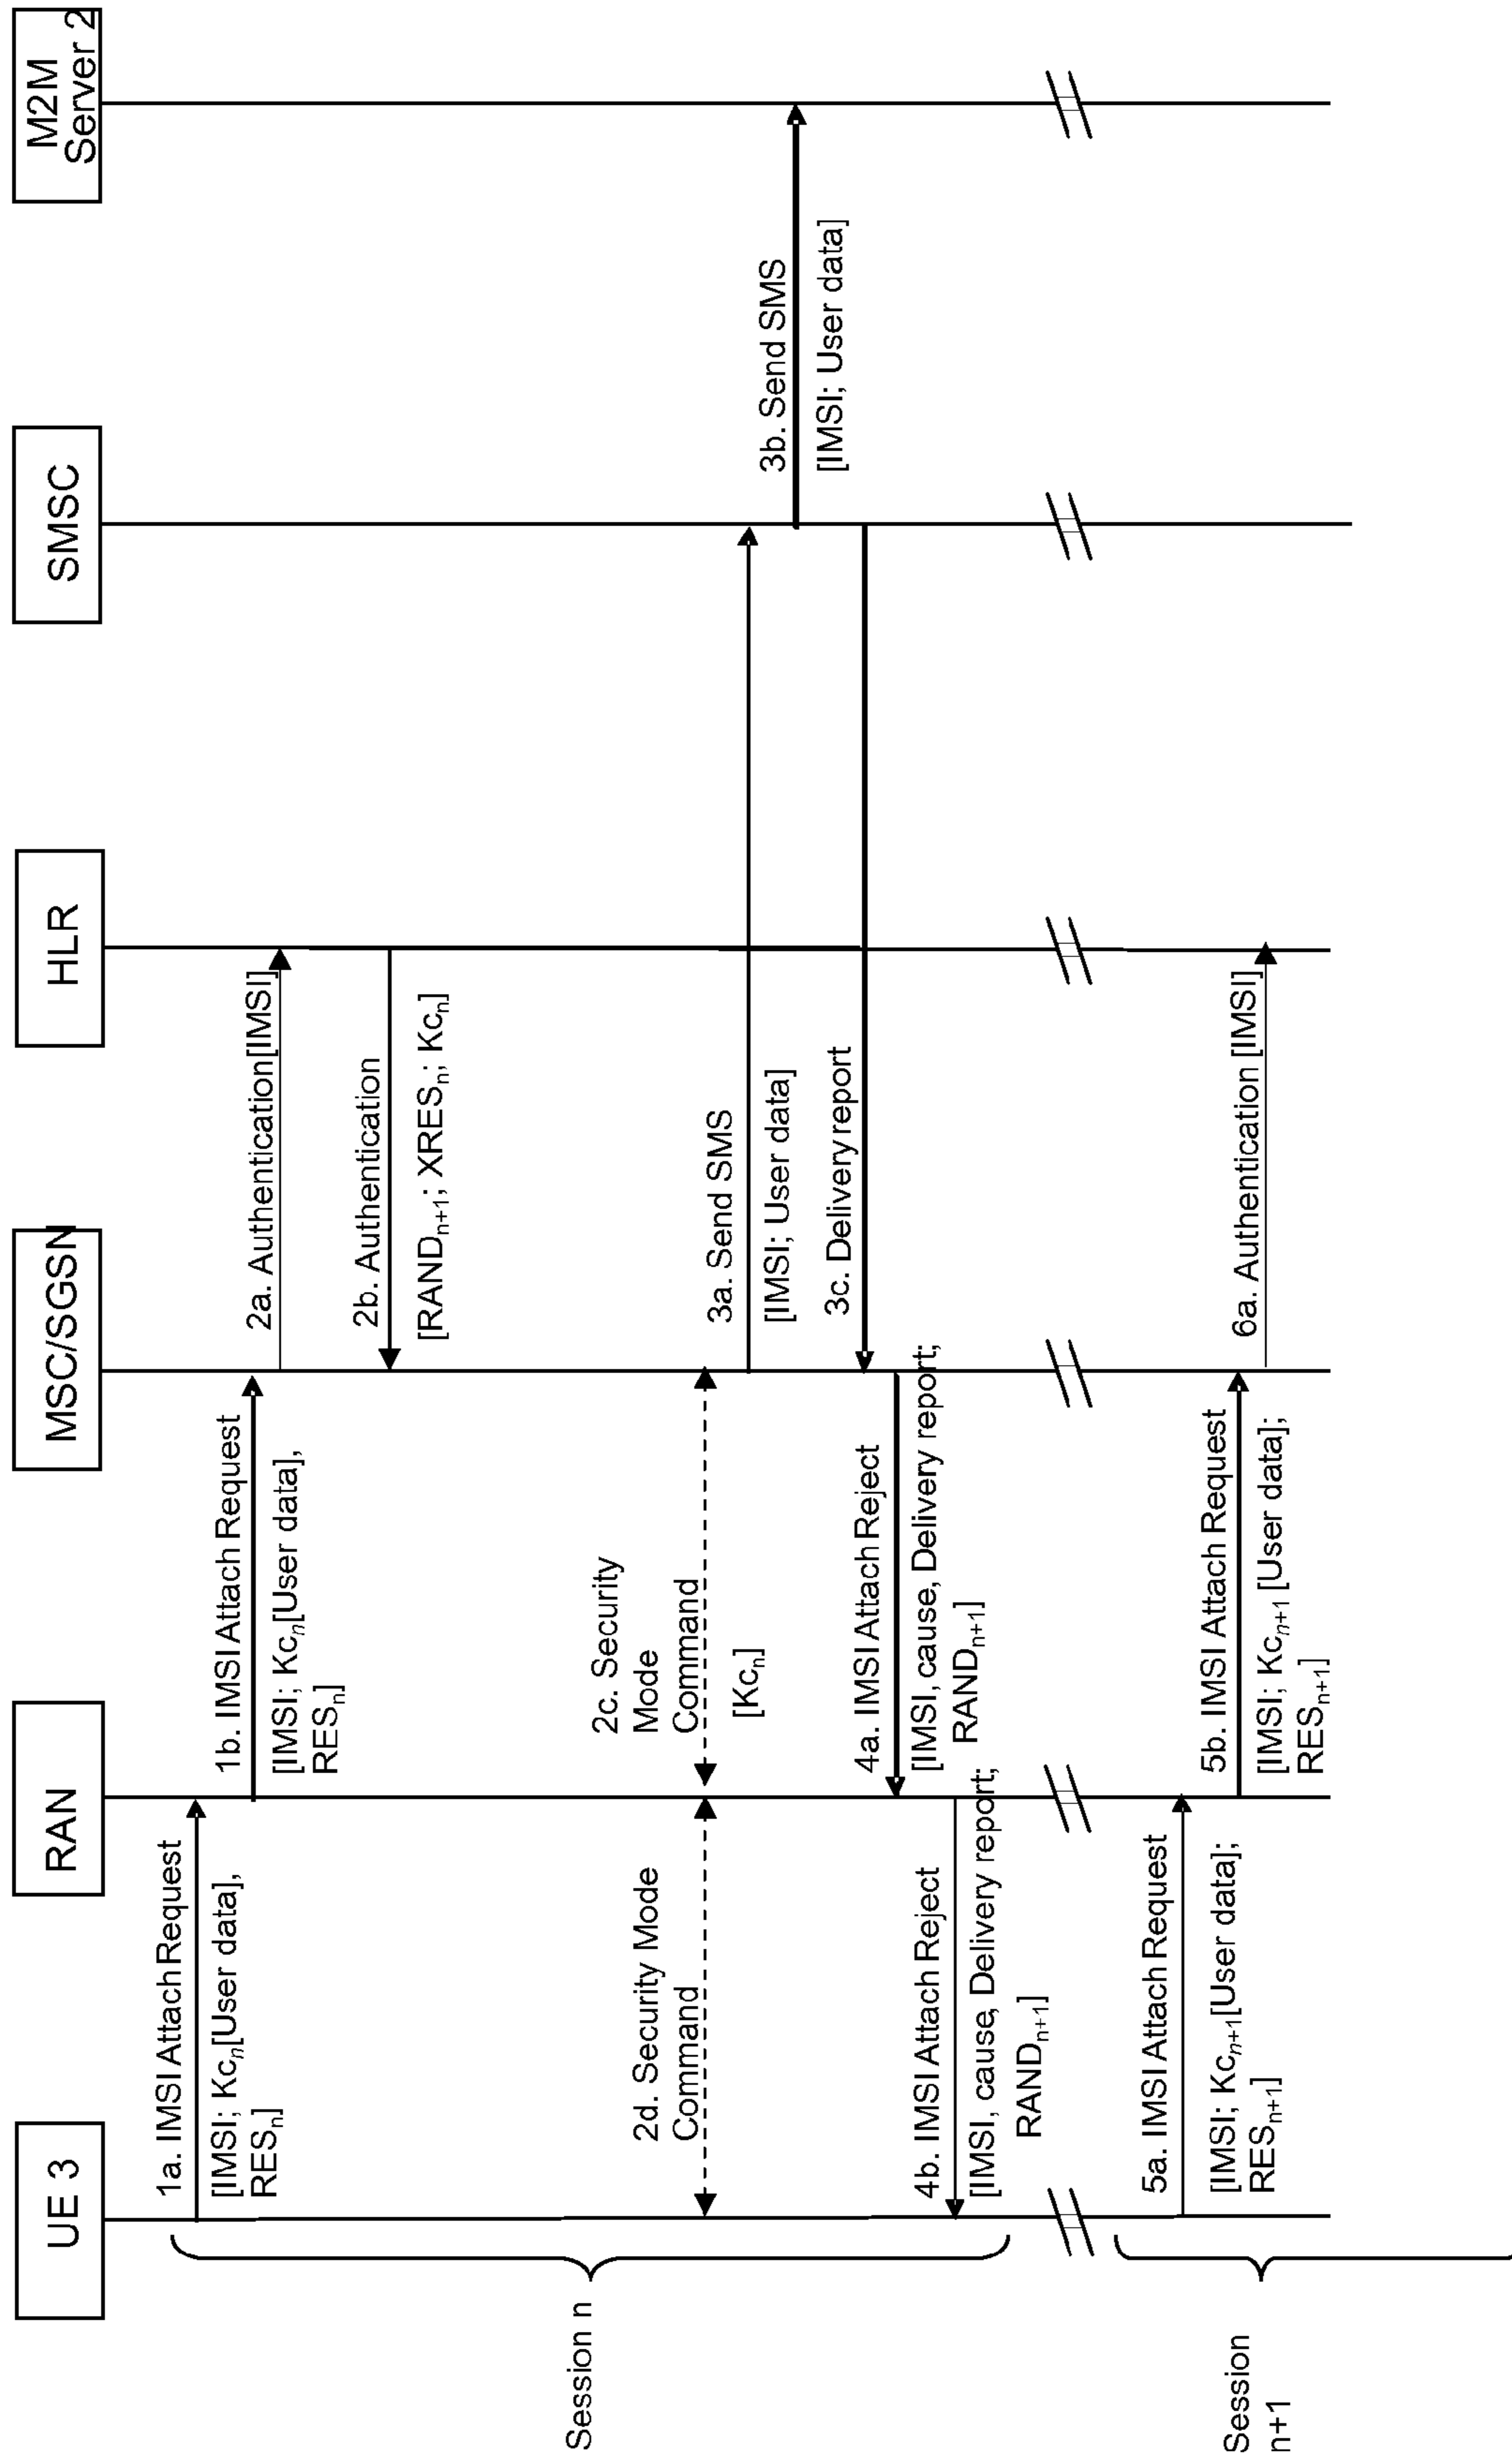 UE 3
RAN
MSC/SGSN
HLR
SMSC
M2M
Server 2
1a. IMSI Attach Request
[IMSI; Kcn[User data],
RESn]
1b. IMSI Attach Request
[IMSI; Kcn[User data],
RESn]
2a. Authentication[IMSI]
2b. Authentication
[RANDn+1; XRESn; Kcn]
2c. Security
Mode
Command
[Kcn]
2d. Security Mode
Command
3a. Send SMS
[IMSI; User data]
3b. Send SMS
[IMSI; User data]
3c. Delivery report
4a. IMSI Attach Reject
[IMSI, cause, Delivery report;
RANDn+1]
4b. IMSI Attach Reject
[IMSI, cause, Delivery report;
RANDn+1]
Session n
5a. IMSI Attach Request
[IMSI; Kcn+1[User data];
RESn+1]
5b. IMSI Attach Request
[IMSI; Kcn+1 [User data];
RESn+1]
6a. Authentication [IMSI]
Session
n+1